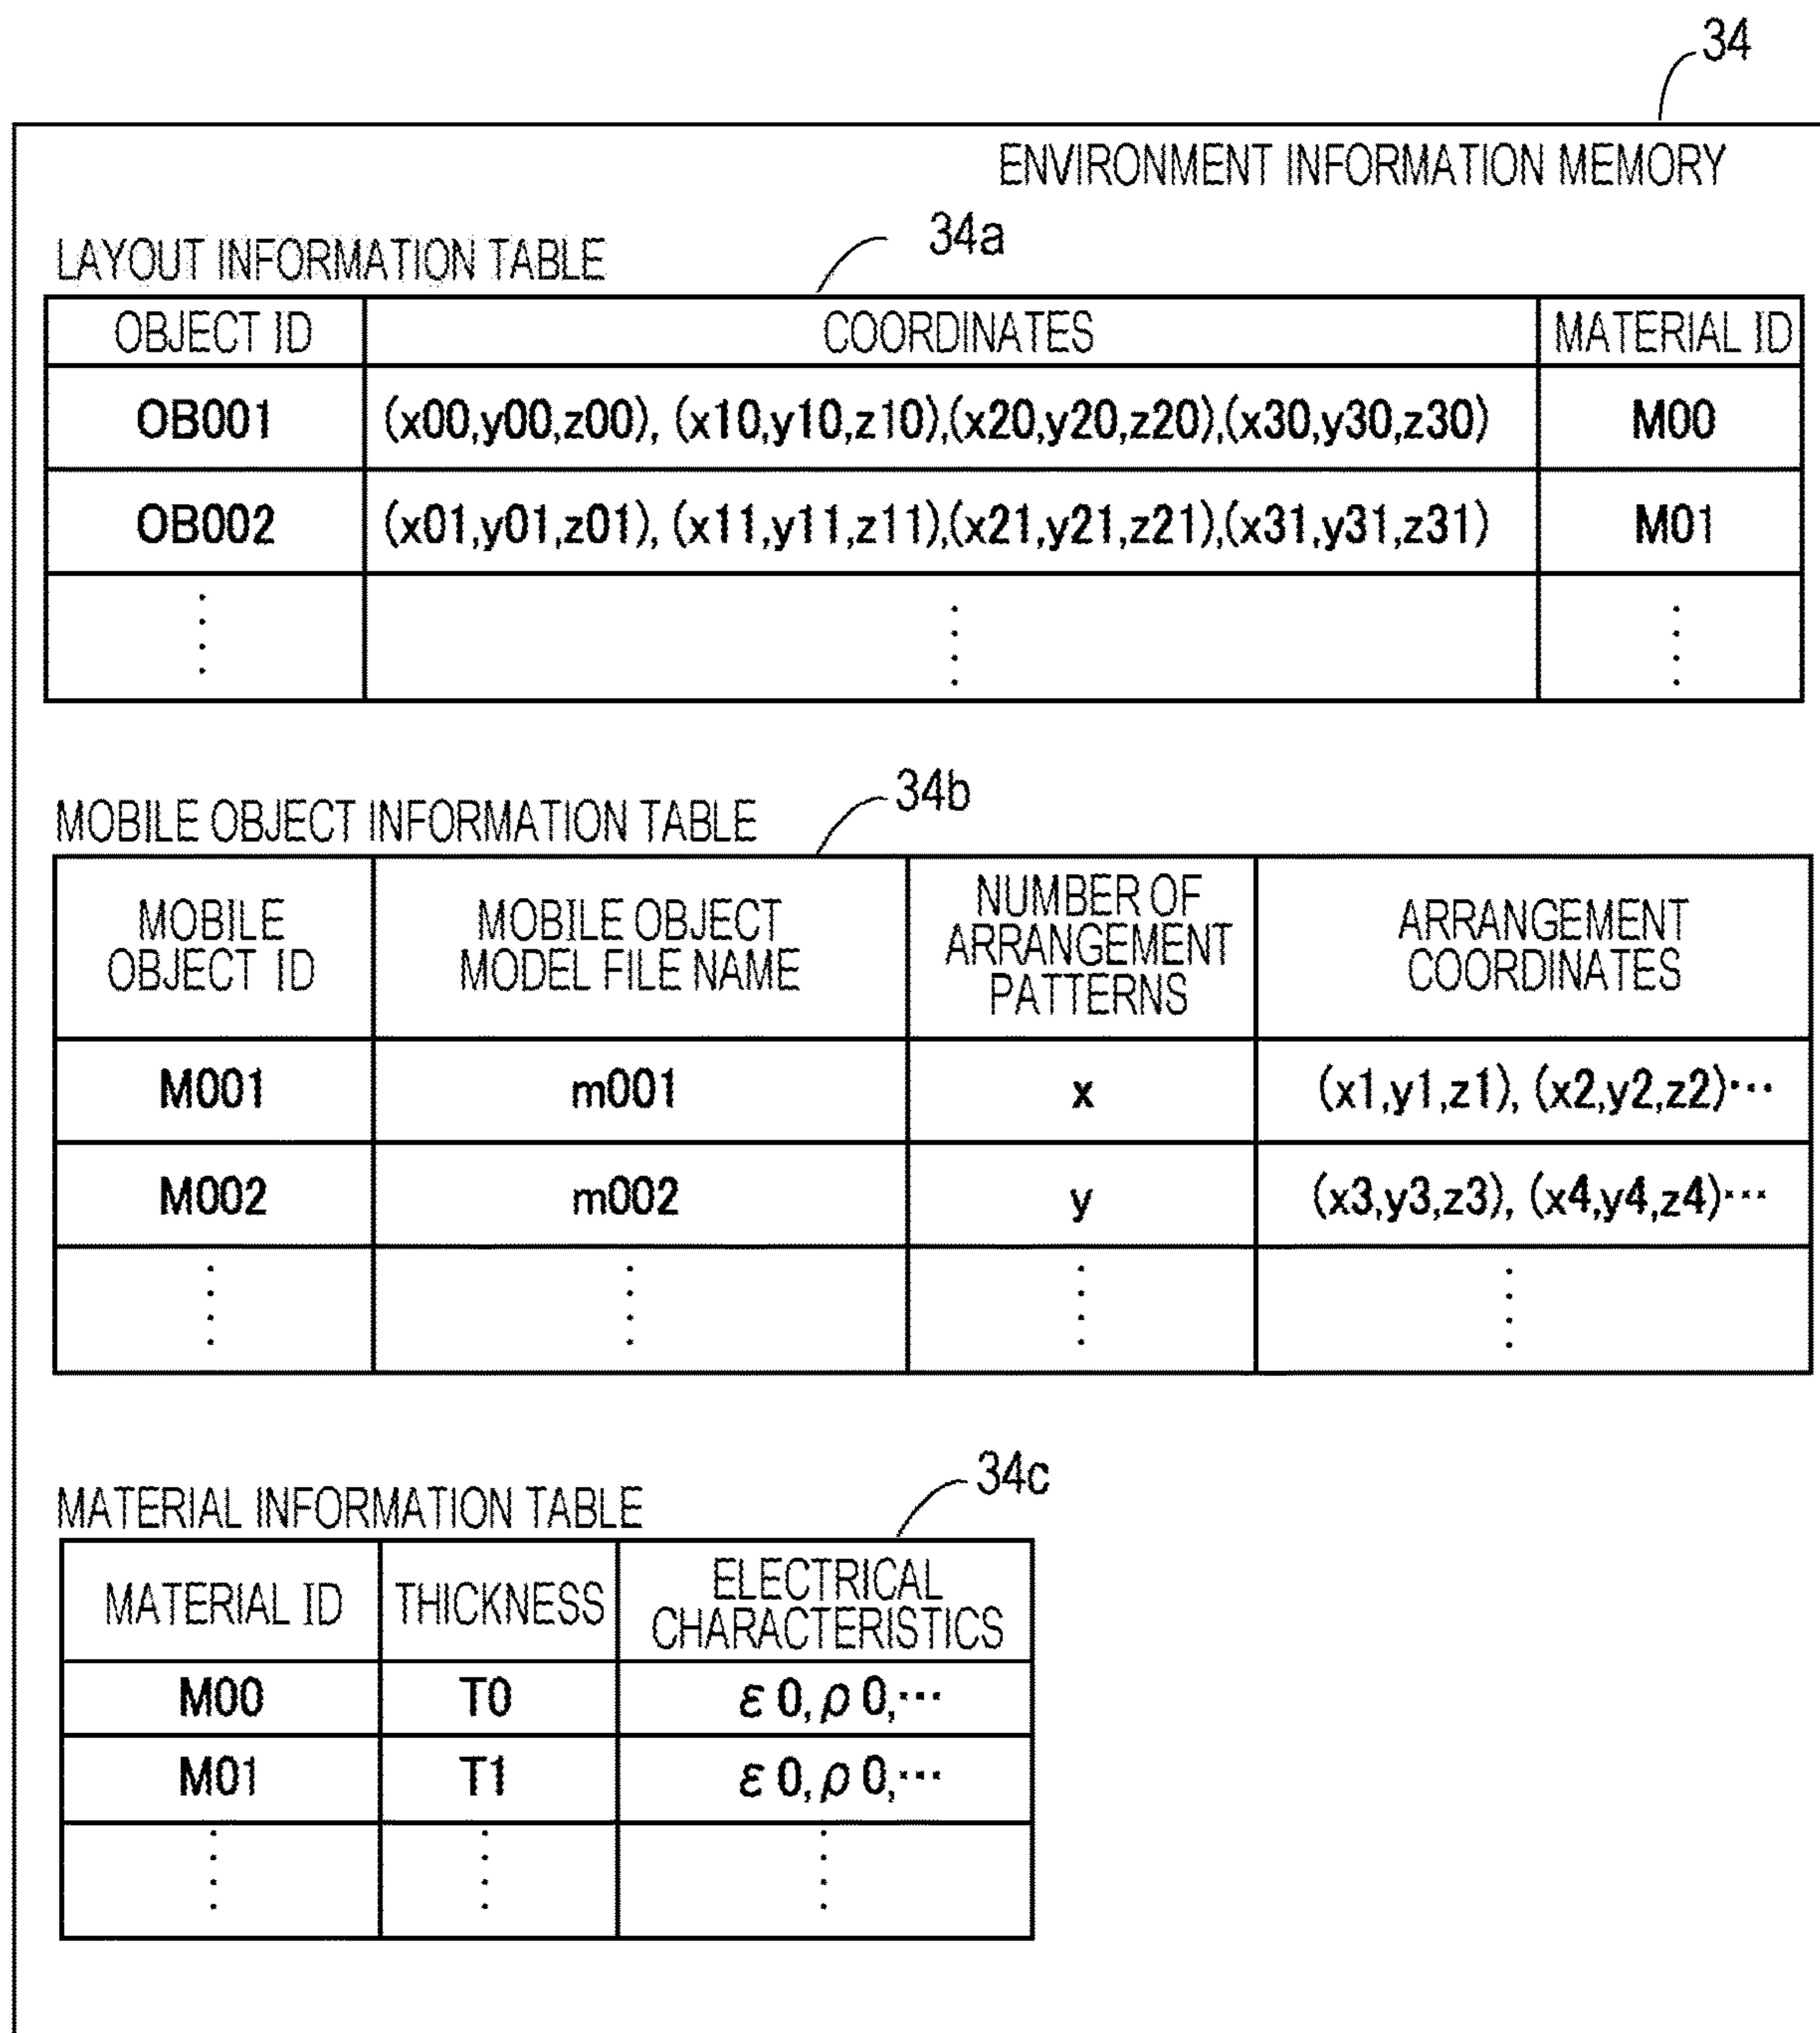 34
ENVIRONMENT INFORMATION MEMORY
LAYOUT INFORMATION TABLE
34a
OBJECT ID COORDINATES MATERIAL ID
OB001 (x00,y00,z00), (x10,y10,z10),(x20,y20,z20),(x30,y30,z30) M00
OB002 (x01,y01,z01), (x11,y11,z11),(x21,y21,z21),(x31,y31,z31) M01
MOBILE OBJECT INFORMATION TABLE
34b
MOBILE
OBJECT ID
MOBILE OBJECT
MODEL FILE NAME
NUMBER OF
ARRANGEMENT
PATTERNS
ARRANGEMENT
COORDINATES
M001 m001 x (x1,y1,z1), (x2,y2,z2)⋯
M002 m002 y (x3,y3,z3), (x4,y4,z4)⋯
MATERIAL INFORMATION TABLE
34c
MATERIAL ID THICKNESS
ELECTRICAL
CHARACTERISTICS
M00 T0 ε0,ρ0,⋯
M01 T1 ε0,ρ0,⋯